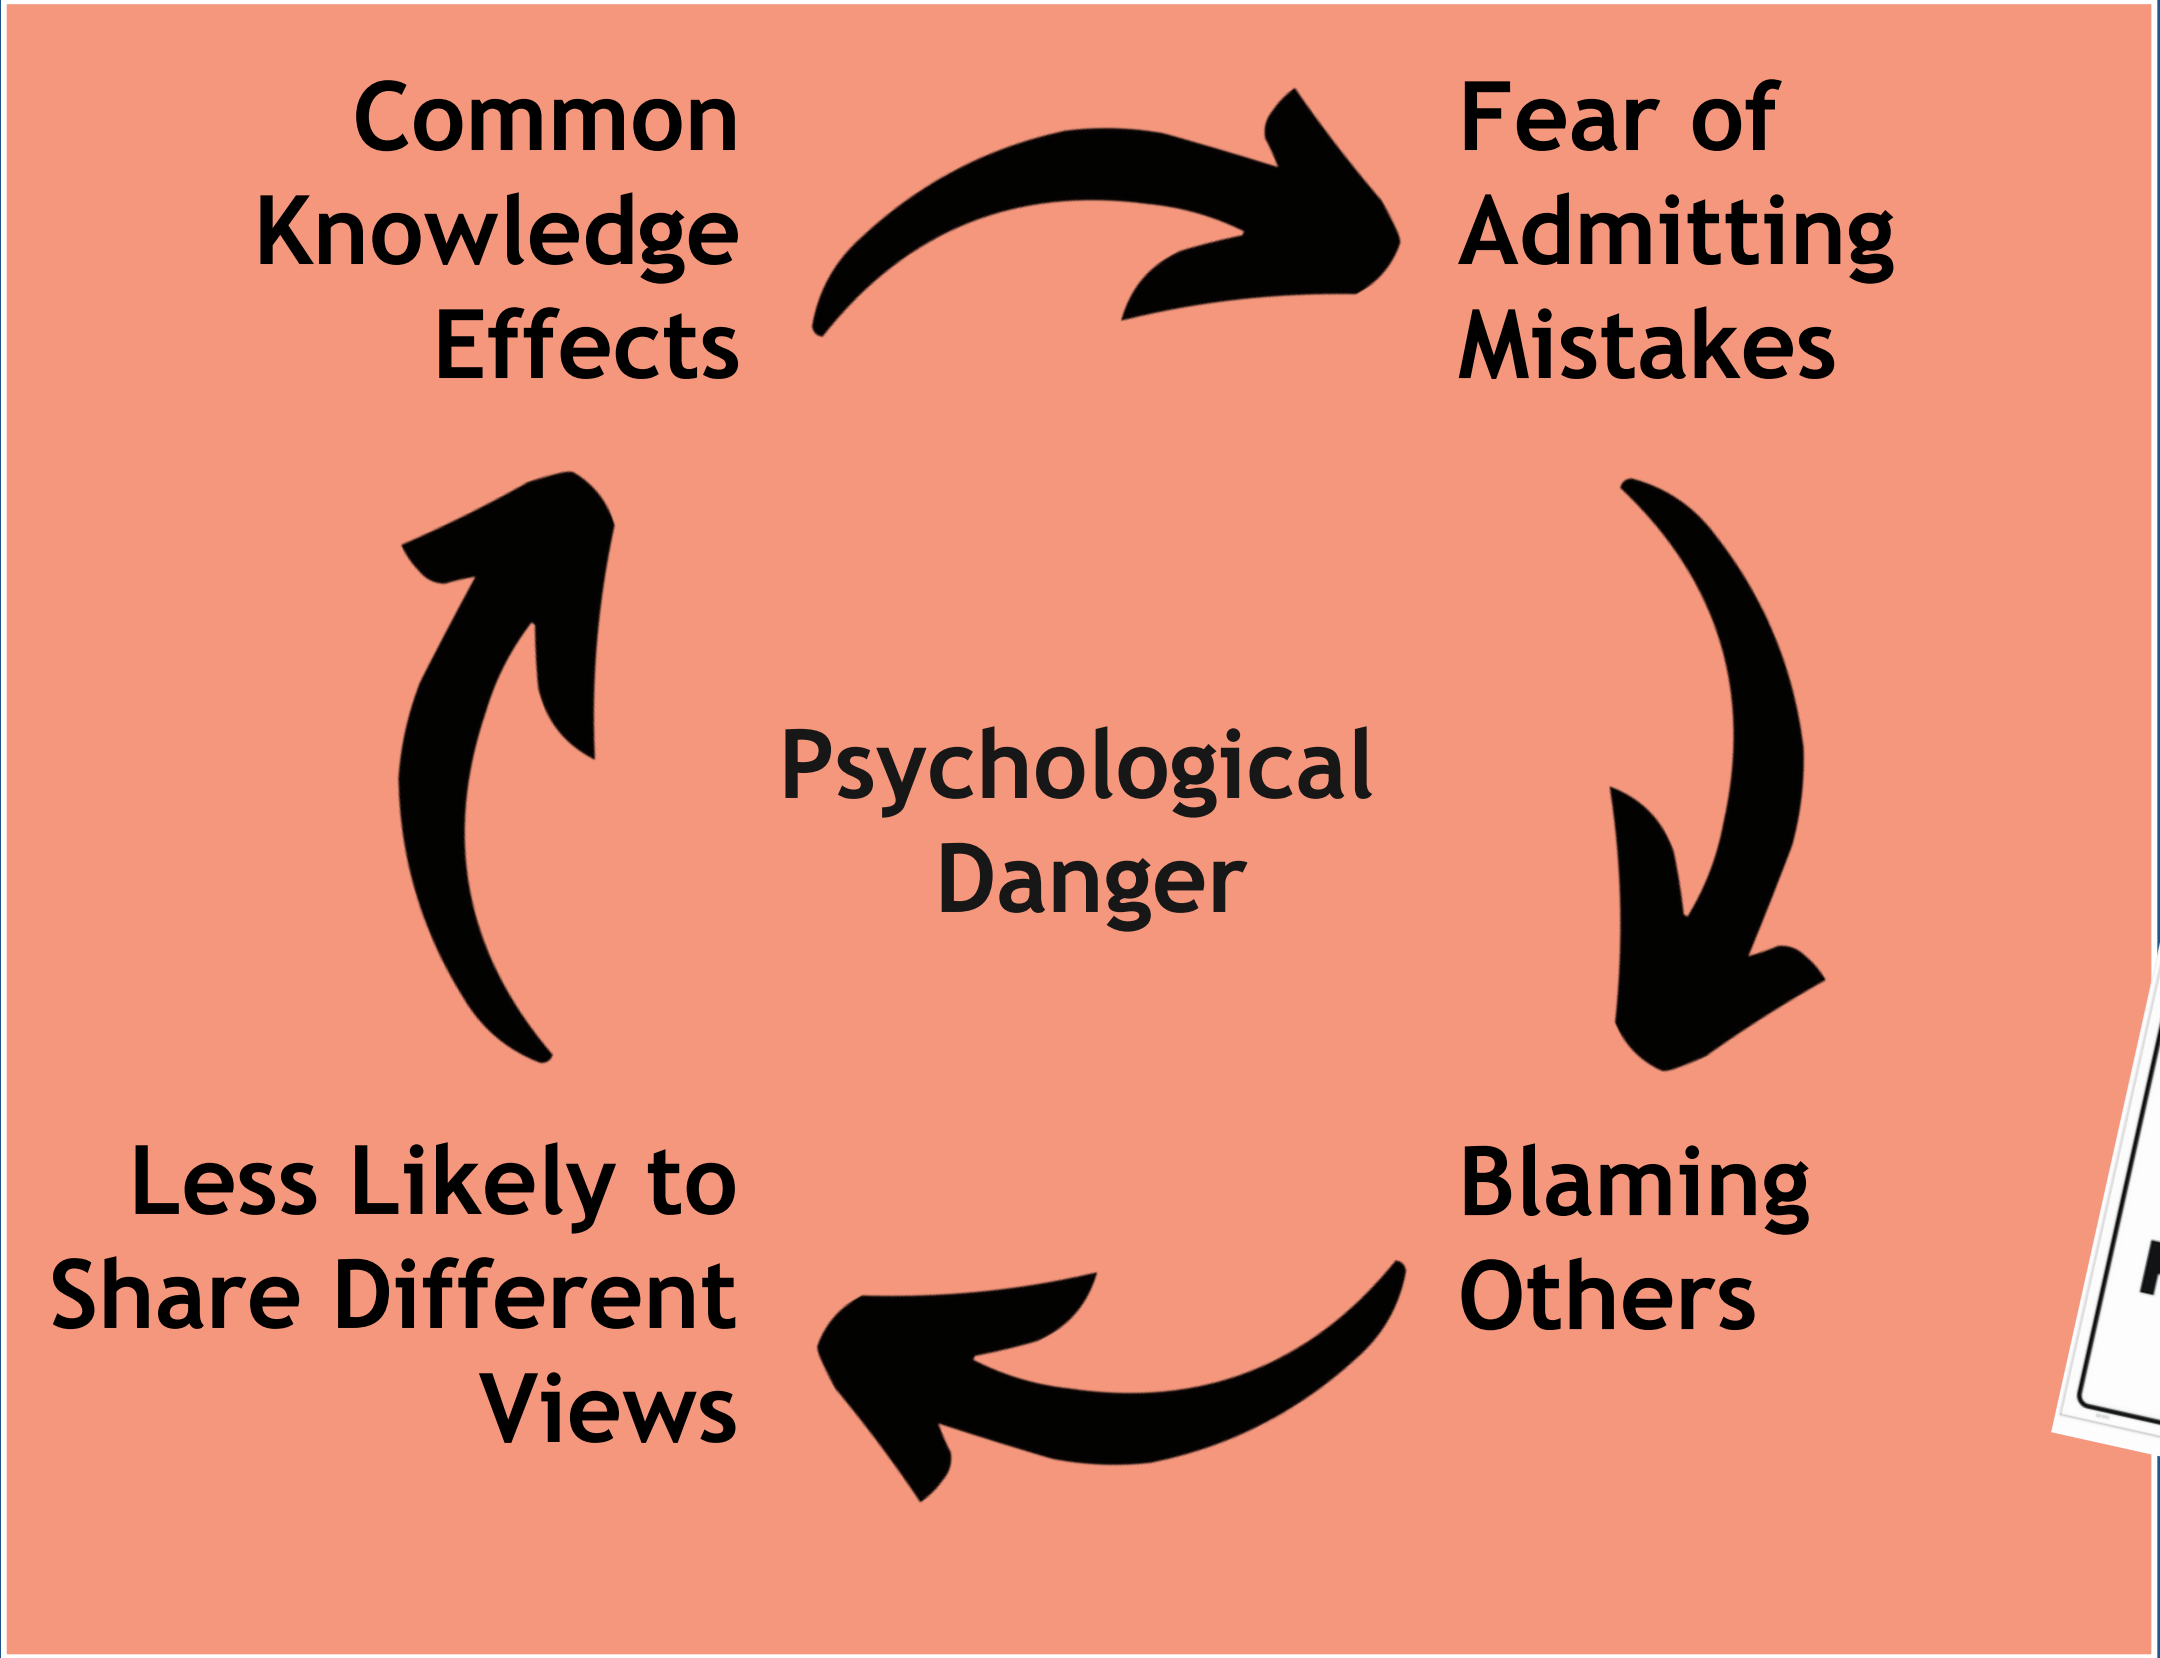 Common
Knowledge
Effects
Fear of
Admitting
Mistakes
Psychological
Danger
Less Likely to
Share Different
Views
Blaming
Others